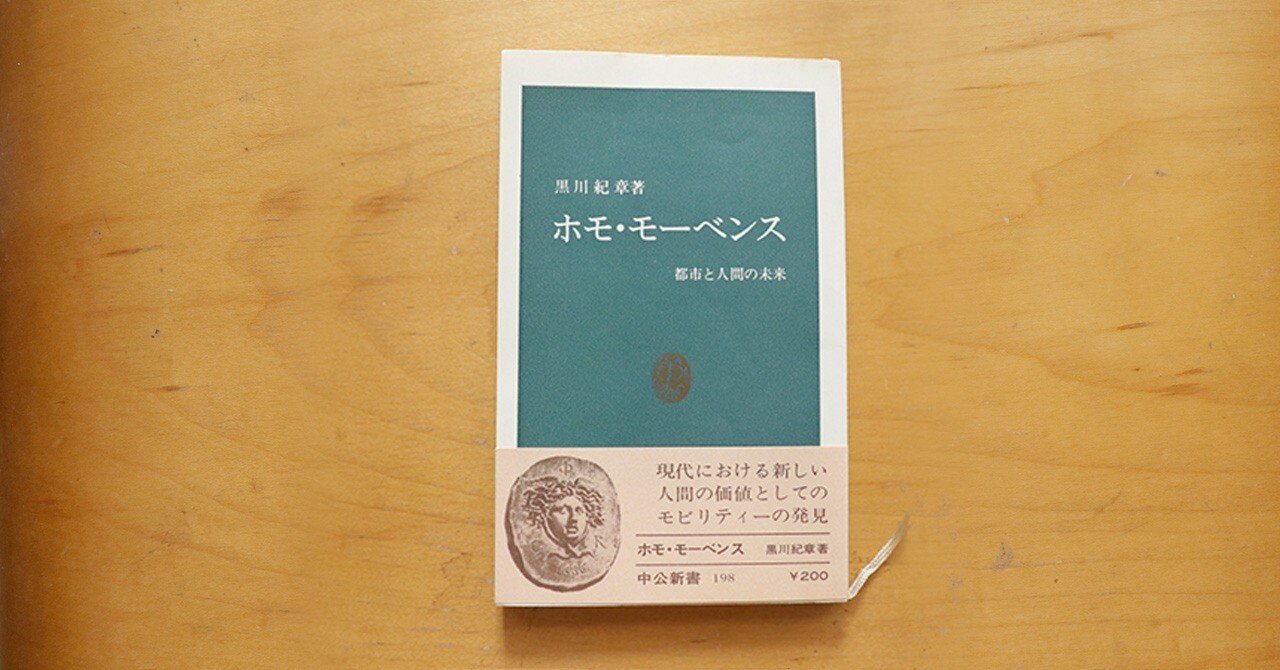 黒川紀章著
ホモ・モーベンス
都市と人間の未来
現代における新しい
人間の価値としての
モビリティーの発見
ホモ・モーベンス 黒川紀章著
中公新書 198 ¥200